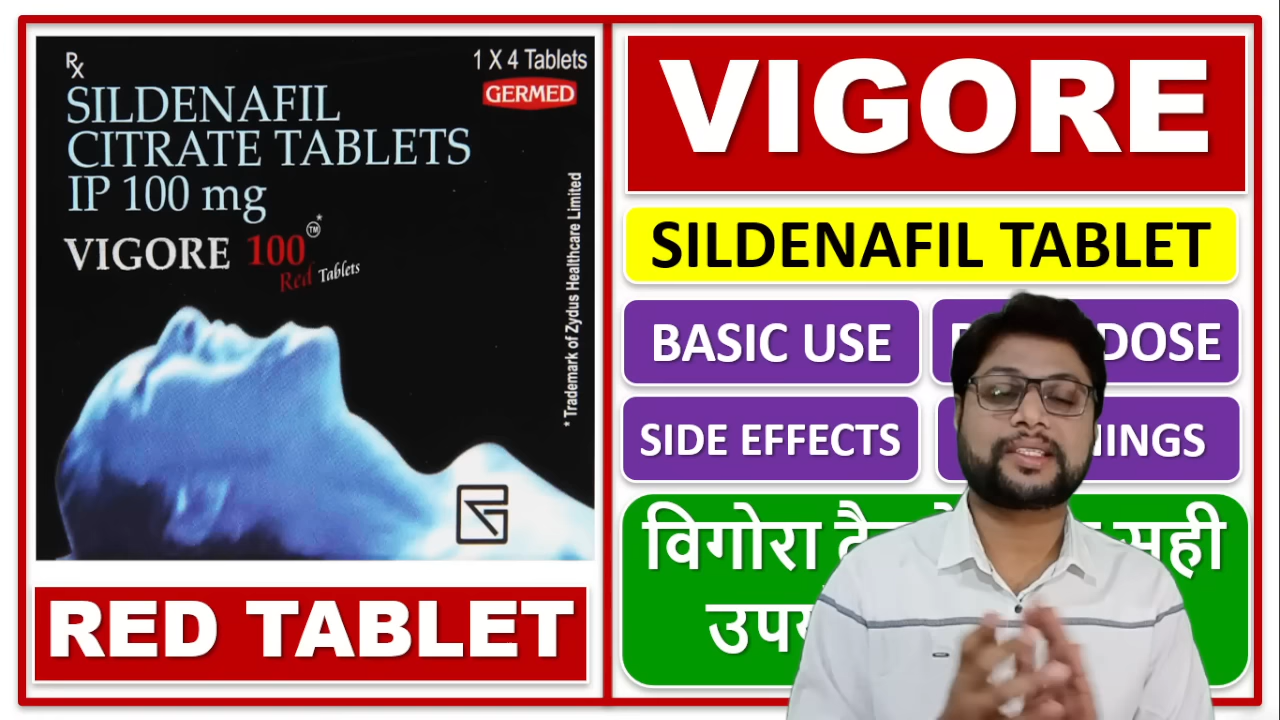 Rx
1 X 4 Tablets
GERMED
SILDENAFIL
CITRATE TABLETS
IP 100 mg
VIGORE 100 ™*
Red Tablets
* Trademark of Zydus Healthcare Limited
RED TABLET
VIGORE
SILDENAFIL TABLET
BASIC USE
DOSE
SIDE EFFECTS
विगोरा सही